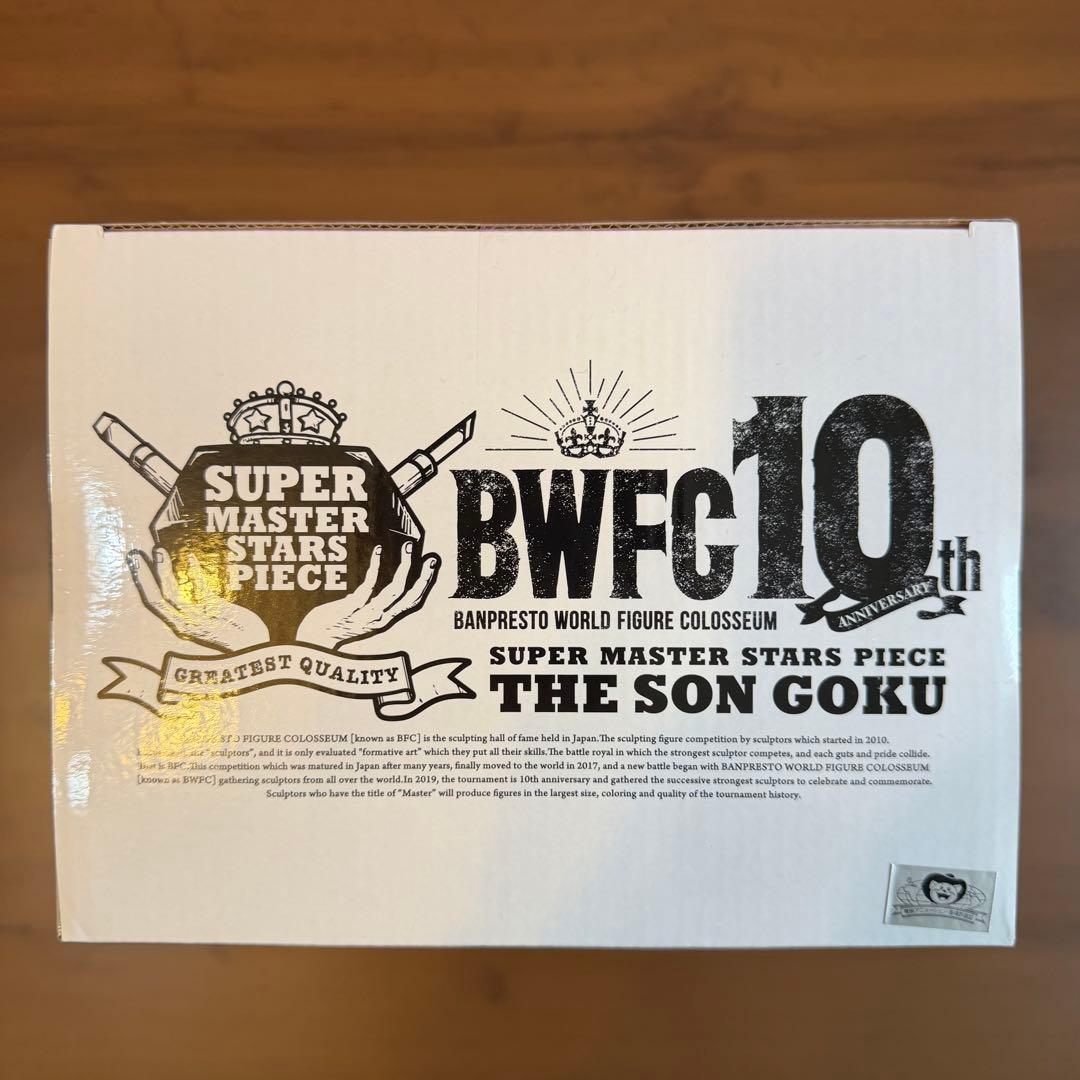 SUPER
MASTER
STARS
PIECE
GREATEST QUALITY
BWFC 10th
ANNIVERSARY
BANPRESTO WORLD FIGURE COLOSSEUM
SUPER MASTER STARS PIECE
THE SON GOKU
FIGURE COLOSSEUM [known as BFC] is the sculpting hall of fame held in Japan.The sculpting figure competition by sculptors which started in 2010.
the "sculptors", and it is only evaluated "formative art" which they put all their skills.The battle royal in which the strongest sculptor competes, and each guts and pride collide.
That is BFC.This competition which was matured in Japan after many years, finally moved to the world in 2017, and a new battle began with BANPRESTO WORLD FIGURE COLOSSEUM
[known as BWFC] gathering sculptors from all over the world.In 2019, the tournament is 10th anniversary and gathered the successive strongest sculptors to celebrate and commemorate.
Sculptors who have the title of "Master" will produce figures in the largest size, coloring and quality of the tournament history.